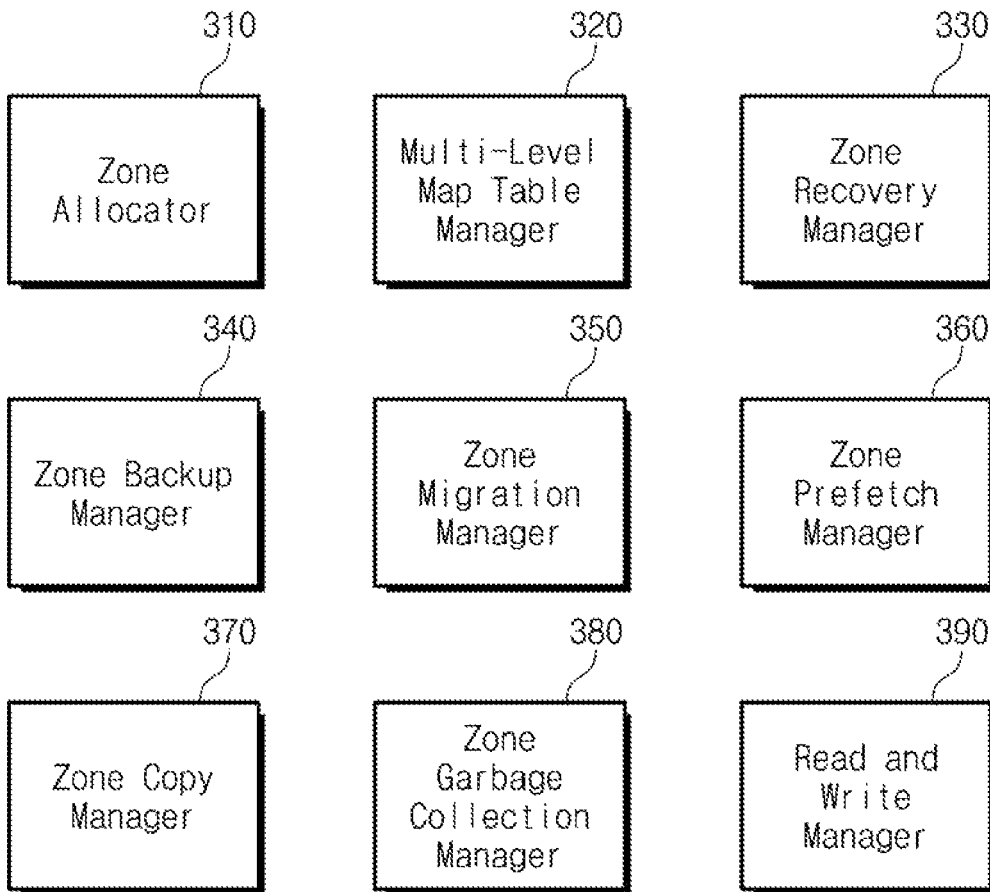 310
320
330
Zone
Allocator
Multi-Level
Map Table
Manager
Zone
Recovery
Manager
340
350
360
Zone Backup
Manager
Zone
Migration
Manager
Zone
Prefetch
Manager
370
380
390
Zone Copy
Manager
Zone
Garbage
Collection
Manager
Read and
Write
Manager